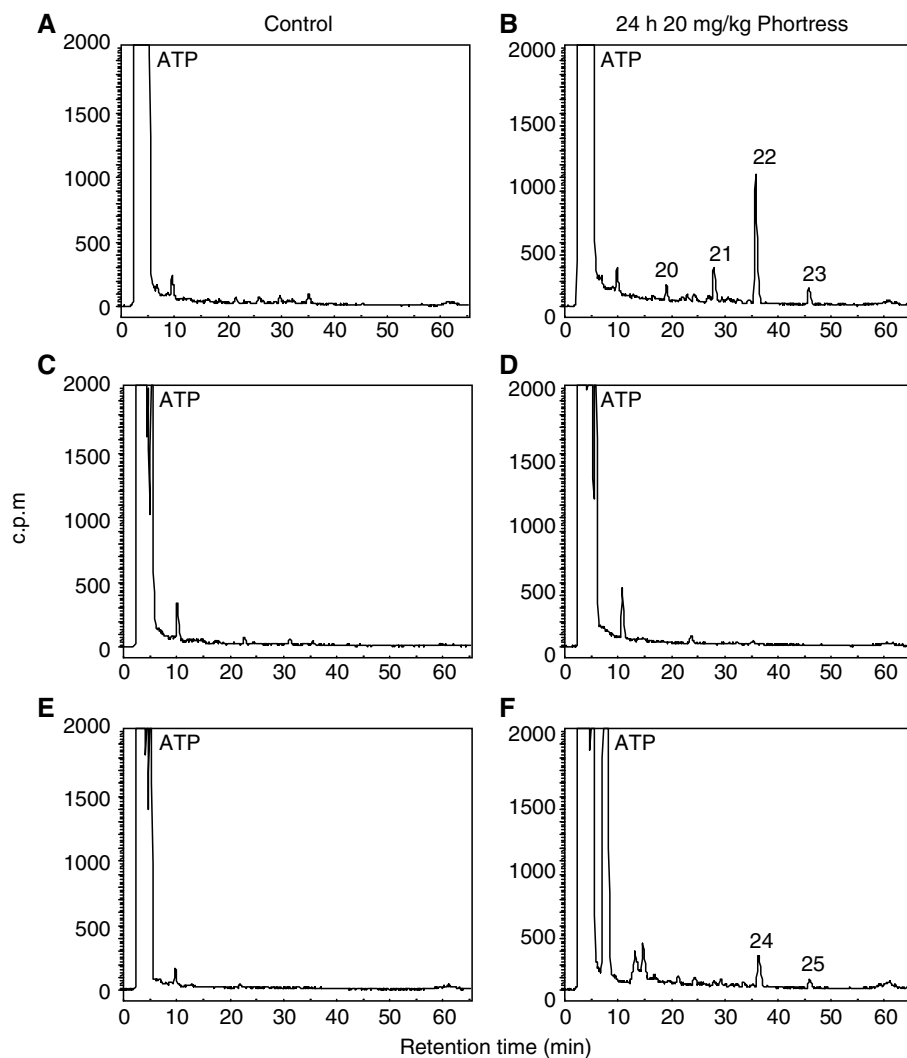 A Control
B 24 h 20 mg/kg Phortress
2000
1500
1000
500
0
ATP
0 10 20 30 40 50 60
2000
1500
1000
500
0
ATP
20
21
22
23
0 10 20 30 40 50 60
C
2000
1500
1000
500
0
ATP
0 10 20 30 40 50 60
D
2000
1500
1000
500
0
ATP
0 10 20 30 40 50 60
c.p.m
E
2000
1500
1000
500
0
ATP
0 10 20 30 40 50 60
F
2000
1500
1000
500
0
ATP
24
25
0 10 20 30 40 50 60
Retention time (min)